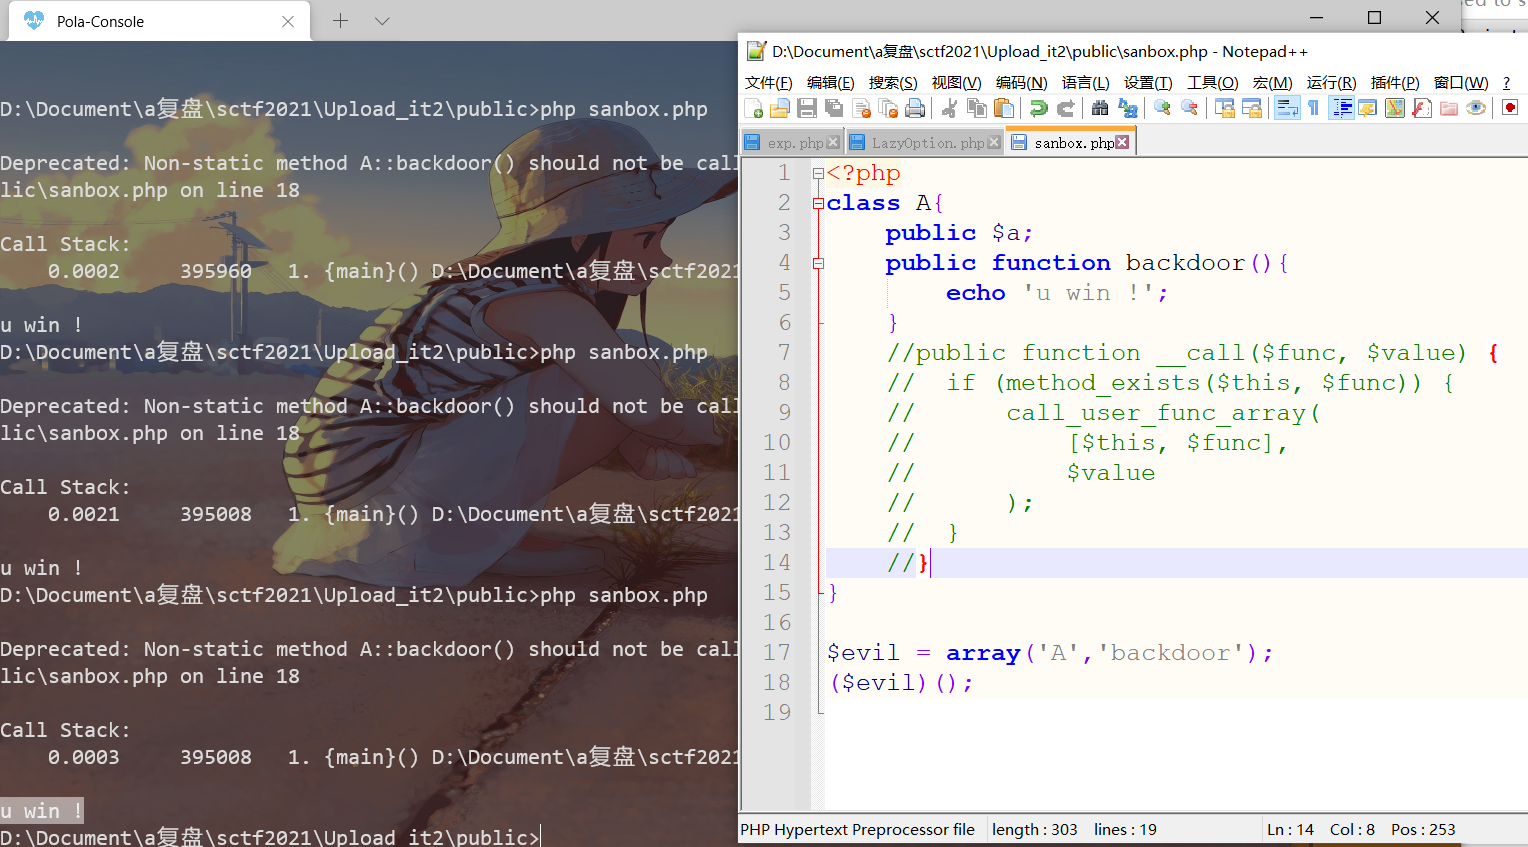 Pola-Console
D:\Document\a复盘\sctf2021\Upload_it2\public>php sanbox.php
Deprecated: Non-static method A::backdoor() should not be call
lic\sanbox.php on line 18
Call Stack:
0.0002 395960 1. {main}() D:\Document\a复盘\sctf2021
u win !
D:\Document\a复盘\sctf2021\Upload_it2\public>php sanbox.php
Deprecated: Non-static method A::backdoor() should not be call
lic\sanbox.php on line 18
Call Stack:
0.0021 395008 1. {main}() D:\Document\a复盘\sctf2021
u win !
D:\Document\a复盘\sctf2021\Upload_it2\public>php sanbox.php
Deprecated: Non-static method A::backdoor() should not be call
lic\sanbox.php on line 18
Call Stack:
0.0003 395008 1. {main}() D:\Document\a复盘\sctf2021
u win !
D:\Document\a复盘\sctf2021\Upload_it2\public>
D:\Document\a复盘\sctf2021\Upload_it2\public\sanbox.php - Notepad++
文件(F) 编辑(E) 搜索(S) 视图(V) 编码(N) 语言(L) 设置(T) 工具(O) 宏(M) 运行(R) 插件(P) 窗口(W) ?
exp.php LazyOption.php sanbox.php
1 <?php
2 class A{
3 public $a;
4 public function backdoor(){
5 echo 'u win !';
6 }
7 //public function __call($func, $value) {
8 // if (method_exists($this, $func)) {
9 // call_user_func_array(
10 // [$this, $func],
11 // $value
12 // );
13 // }
14 //}
15 }
16
17 $evil = array('A','backdoor');
18 ($evil)();
19
PHP Hypertext Preprocessor file length : 303 lines : 19 Ln : 14 Col : 8 Pos : 253